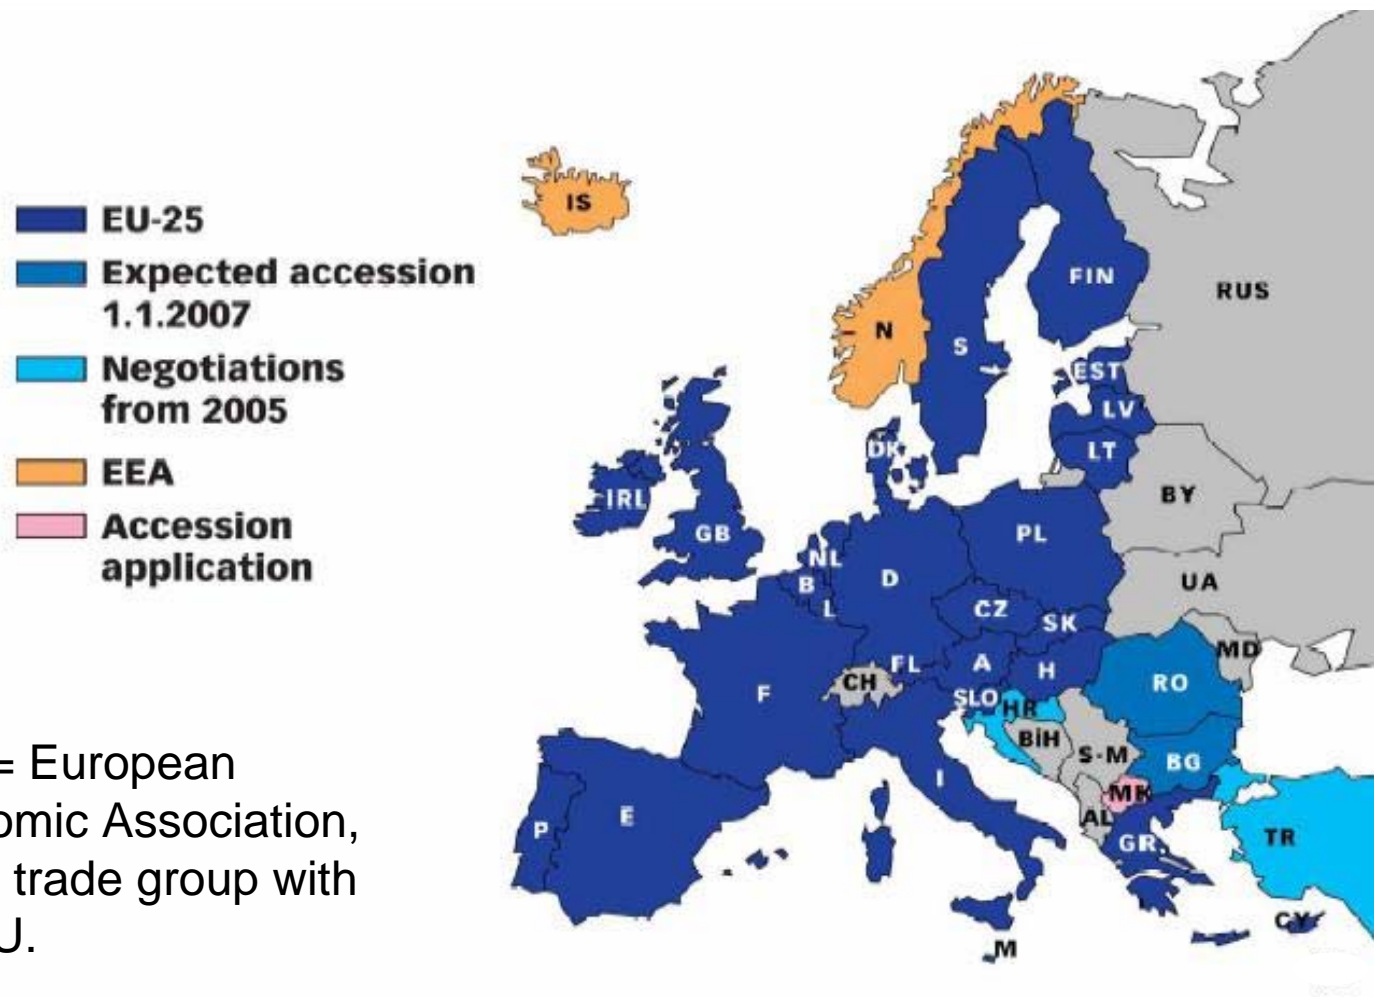 EU-25
Expected accession
1.1.2007
Negotiations
from 2005
EEA
Accession
application
= European
omic Association,
trade group with
U.
IS
N
S
FIN
RUS
EST
LV
LT
DK
IRL
GB
NL
B
L
D
PL
BY
UA
CZ
SK
MD
FL
A
H
CH
F
SLO
HR
RO
BiH
S-M
BG
I
MK
AL
P
E
GR
TR
CY
M